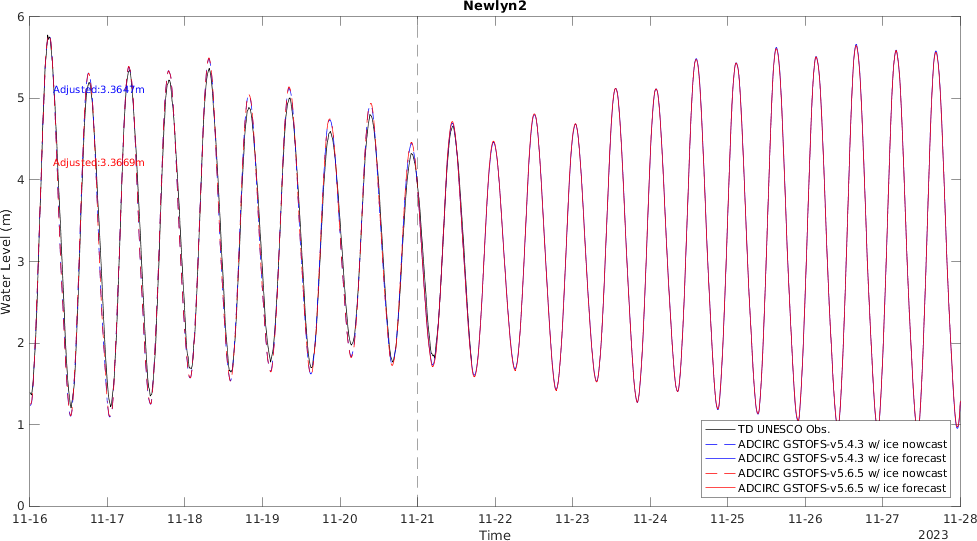 Newlyn2
6
5
4
3
2
1
0
Water Level (m)
Adjusted:3.3647m
Adjusted:3.3669m
TD UNESCO Obs.
ADCIRC GSTOFS-v5.4.3 w/ ice nowcast
ADCIRC GSTOFS-v5.4.3 w/ ice forecast
ADCIRC GSTOFS-v5.6.5 w/ ice nowcast
ADCIRC GSTOFS-v5.6.5 w/ ice forecast
11-16 11-17 11-18 11-19 11-20 11-21 11-22 11-23 11-24 11-25 11-26 11-27 11-28
Time
2023